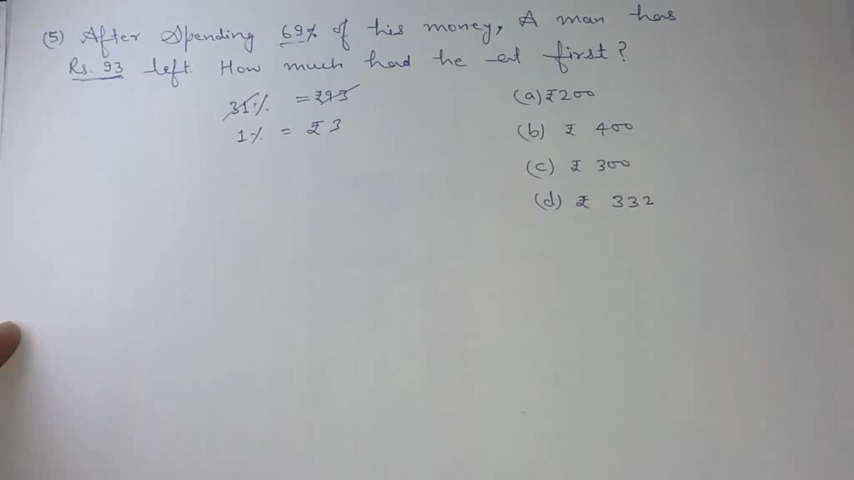 (5) After Spending 69% of his money, A man has
Rs. 93 left. How much had he at first?
31% = ₹93
1% = ₹3
(a) ₹200
(b) ₹ 400
(c) ₹ 300
(d) ₹ 332